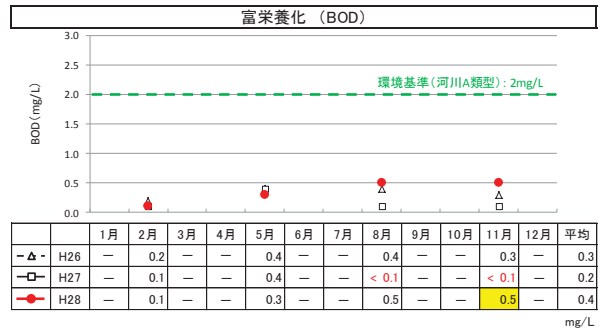 富栄養化 （BOD）
3.0
2.5
2.0
1.5
1.0
0.5
0.0
BOD（mg/L）
環境基準（河川A類型）: 2mg/L
1月 2月 3月 4月 5月 6月 7月 8月 9月 10月 11月 12月 平均
H26 － 0.2 － － 0.4 － － 0.4 － － 0.3 － 0.3
H27 － 0.1 － － 0.4 － － < 0.1 － － < 0.1 － 0.2
H28 － 0.1 － － 0.3 － － 0.5 － － 0.5 － 0.4
mg/L